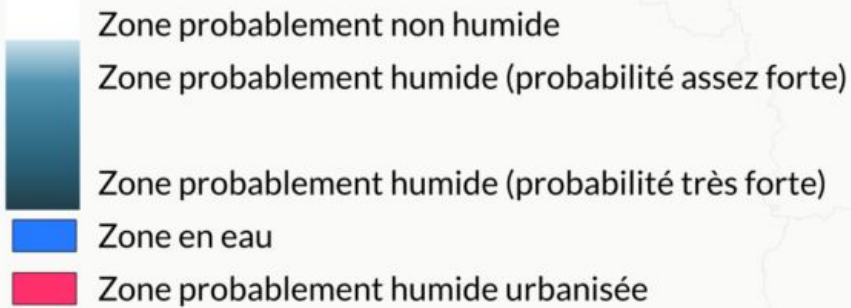 Zone probablement non humide
Zone probablement humide (probabilité assez forte)
Zone probablement humide (probabilité très forte)
Zone en eau
Zone probablement humide urbanisée